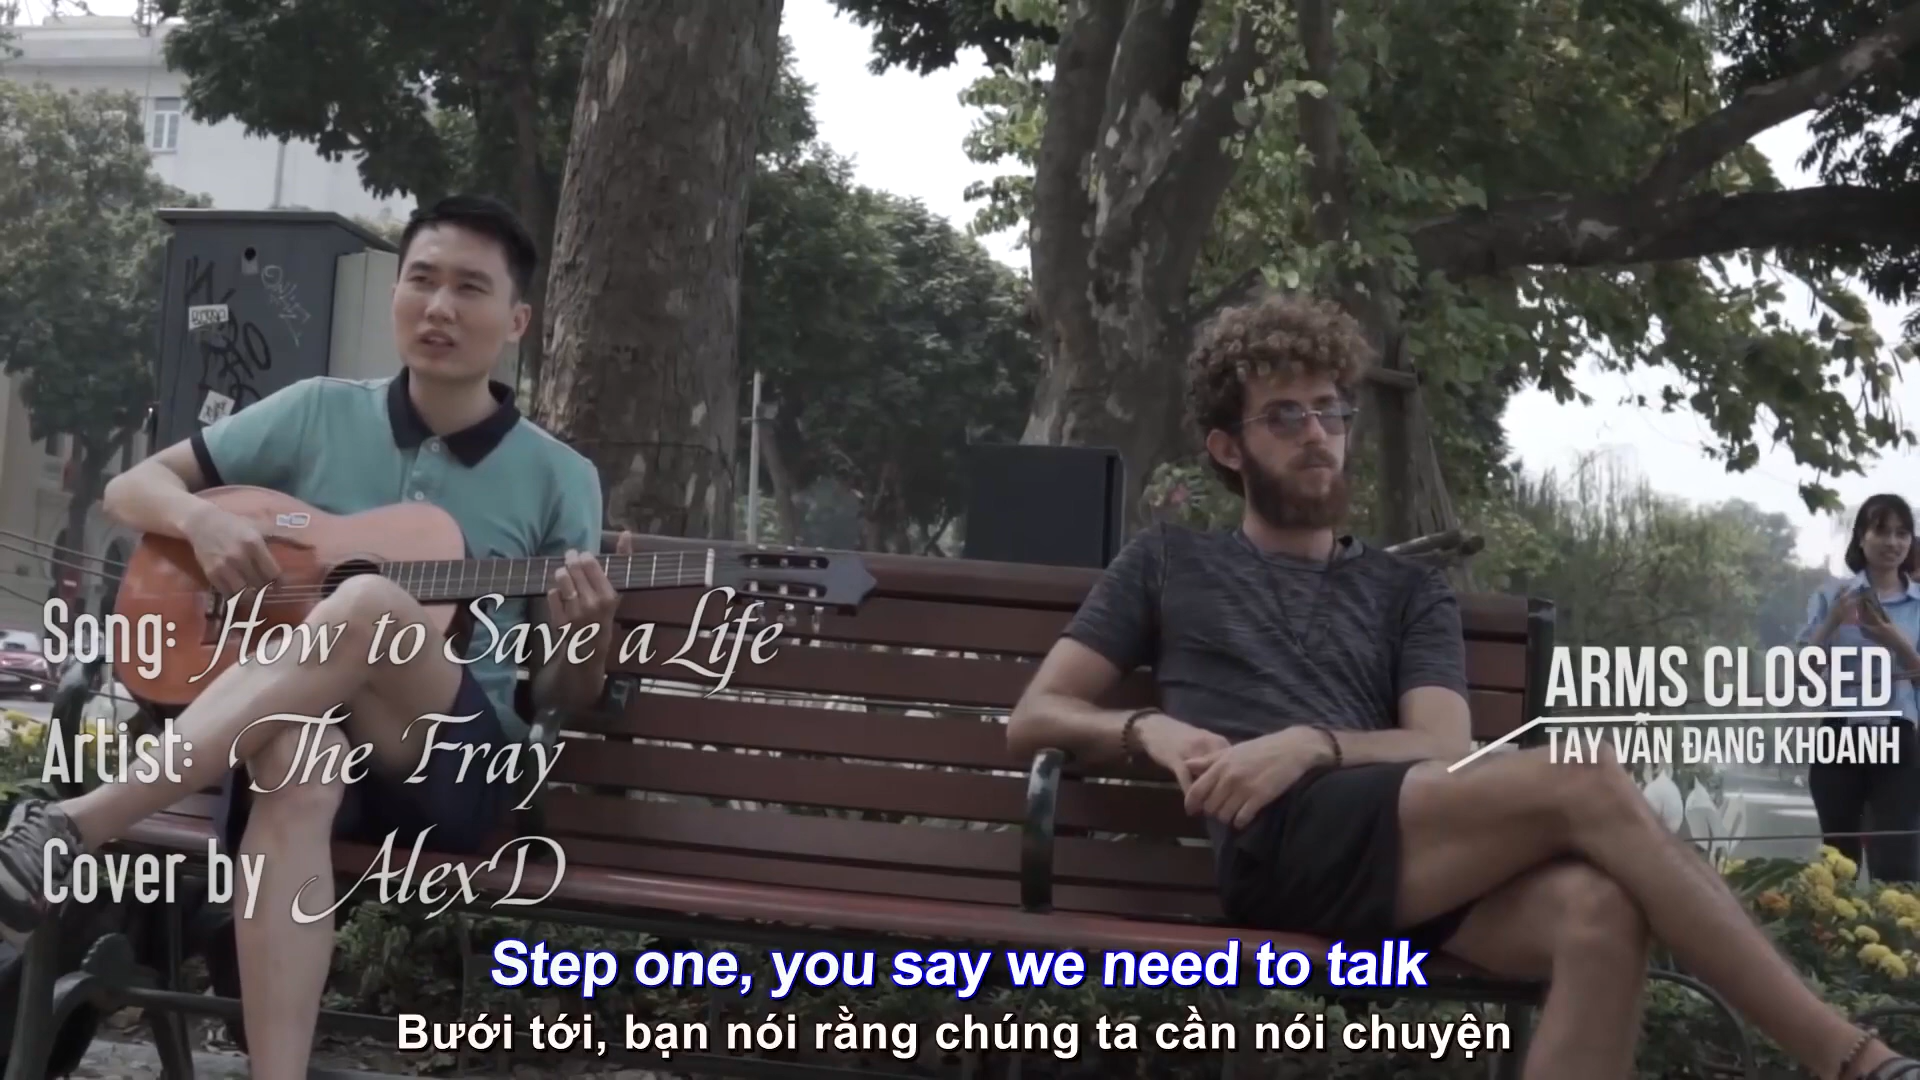 Song: How to Save a Life
Artist: The Fray
Cover by AlexD
ARMS CLOSED
TAY VẪN ĐANG KHOANH
Step one, you say we need to talk
Bưới tới, bạn nói rằng chúng ta cần nói chuyện